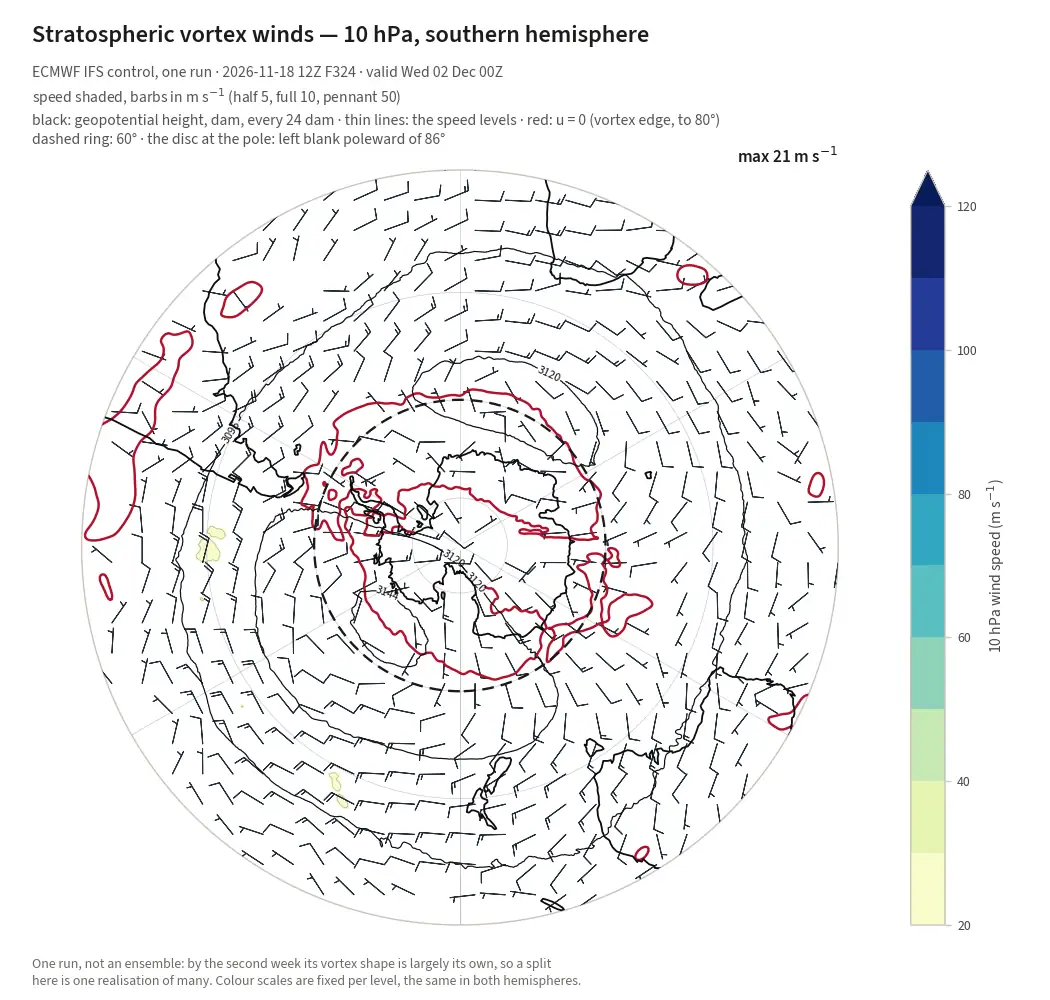 Stratospheric vortex winds — 10 hPa, southern hemisphere
ECMWF IFS control, one run · 2026-11-18 12Z F324 · valid Wed 02 Dec 00Z
speed shaded, barbs in m s⁻¹ (half 5, full 10, pennant 50)
black: geopotential height, dam, every 24 dam · thin lines: the speed levels · red: u = 0 (vortex edge, to 80°)
dashed ring: 60° · the disc at the pole: left blank poleward of 86°
max 21 m s⁻¹
120
100
80
60
40
20
10 hPa wind speed (m s⁻¹)
3120
3120
3120
3144
One run, not an ensemble: by the second week its vortex shape is largely its own, so a split
here is one realisation of many. Colour scales are fixed per level, the same in both hemispheres.